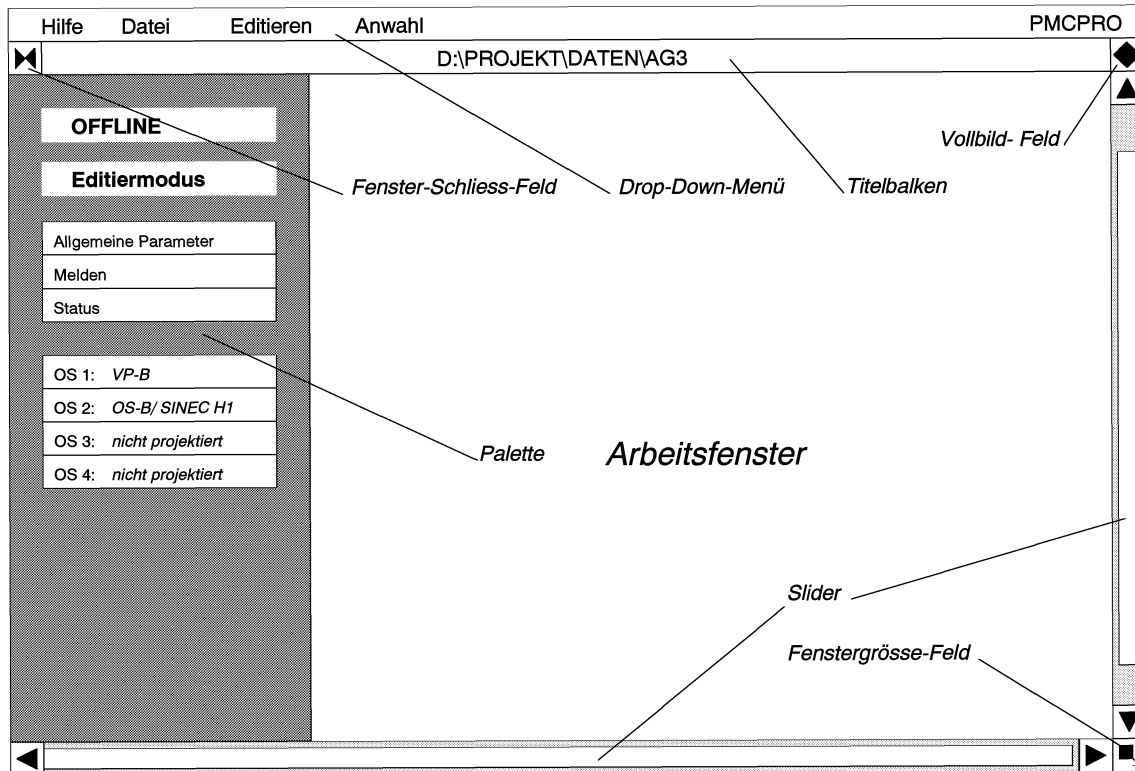 Hilfe Datei Editieren Anwahl PMCPRO
D:\PROJEKT\DATEN\AG3
OFFLINE
Vollbild- Feld
Editiermodus
Fenster-Schliess-Feld Drop-Down-Menü Titelbalken
Allgemeine Parameter
Melden
Status
OS 1: VP-B
OS 2: OS-B/ SINEC H1
OS 3: nicht projektiert
OS 4: nicht projektiert
Palette Arbeitsfenster
Slider
Fenstergrösse-Feld